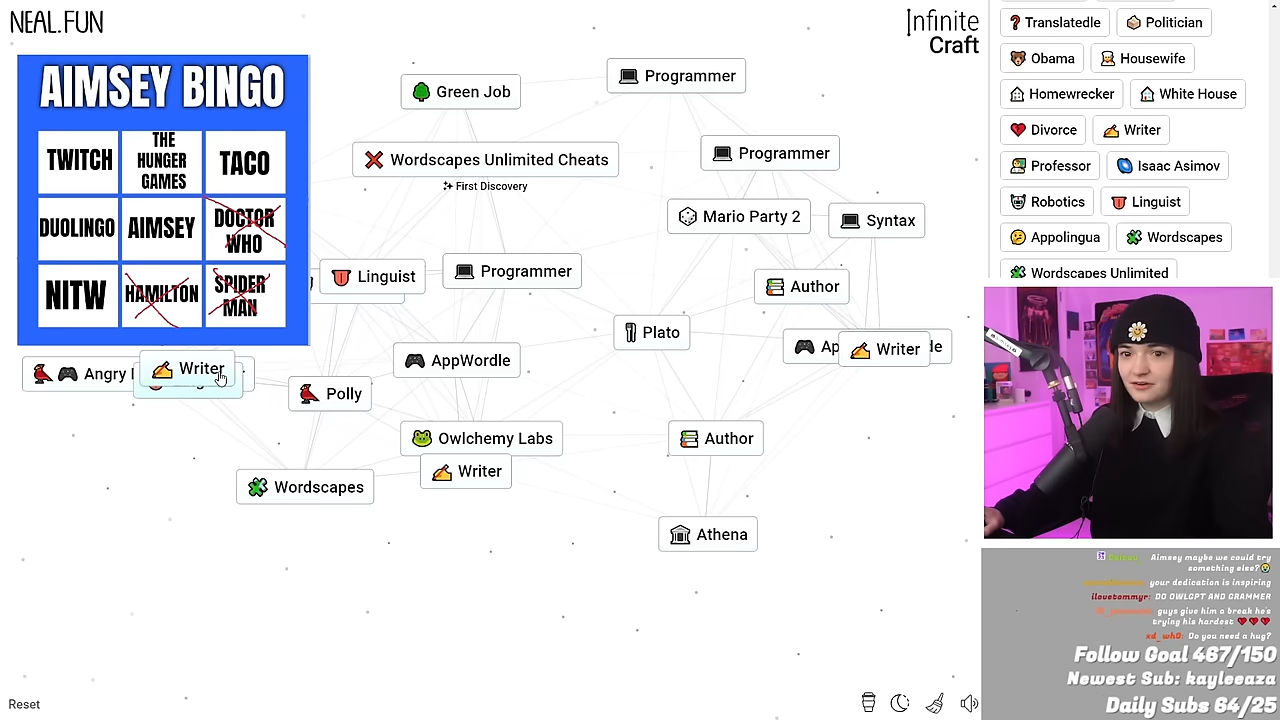 NEAL.FUN
Infinite
Craft
AIMSEY BINGO
TWITCH
THE
HUNGER
GAMES
TACO
DUOLINGO
AIMSEY
DOCTOR
WHO
NITW
HAMILTON
SPIDER
MAN
Green Job
Programmer
Wordscapes Unlimited Cheats
First Discovery
Programmer
Mario Party 2
Syntax
Linguist
Programmer
Author
Plato
Writer
Angry
Writer
AppWordle
Polly
Owlchemy Labs
Author
Writer
Wordscapes
Athena
Reset
Translatedle
Politician
Obama
Housewife
Homewrecker
White House
Divorce
Writer
Professor
Isaac Asimov
Robotics
Linguist
Appolingua
Wordscapes
Wordscapes Unlimited
Aimsey maybe we could try
something else?
your dedication is inspiring
ilovetommyr: DO OWLGPT AND GRAMMER
guys give him a break he's
trying his hardest
xd_wh0: Do you need a hug?
Follow Goal 467/150
Newest Sub: kayleeaza
Daily Subs 64/25